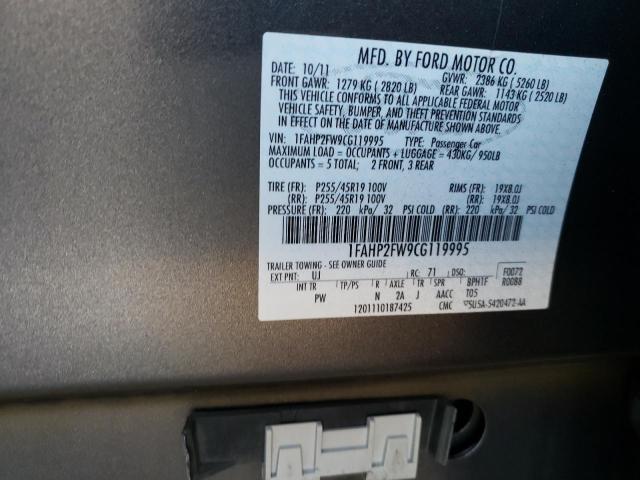 MFD. BY FORD MOTOR CO.
DATE: 10/11 GVWR: 2386 KG ( 5260 LB)
FRONT GAWR: 1279 KG ( 2820 LB) REAR GAWR: 1143 KG ( 2520 LB)
THIS VEHICLE CONFORMS TO ALL APPLICABLE FEDERAL MOTOR
VEHICLE SAFETY, BUMPER, AND THEFT PREVENTION STANDARDS
IN EFFECT ON THE DATE OF MANUFACTURE SHOWN ABOVE.
VIN: 1FAHP2FW9CG119995 TYPE: Passenger Car
MAXIMUM LOAD = OCCUPANTS + LUGGAGE = 430KG/950LB
OCCUPANTS = 5 TOTAL; 2 FRONT, 3 REAR
TIRE (FR): P255/45R19 100V RIMS (FR): 19X8.0J
(RR): P255/45R19 100V (RR): 19X8.0J
PRESSURE (FR): 220 kPa/ 32 PSI COLD (RR): 220 kPa/ 32 PSI COLD
1FAHP2FW9CG119995
TRAILER TOWING - SEE OWNER GUIDE
EXT PNT: UJ RC: 71 DSO: F0072
INT TR TP/PS R AXLE TR SPR BPHTF R0088
PW N 2A J AACC T05
1201110187425 CMC 5U5A-5420472-AA